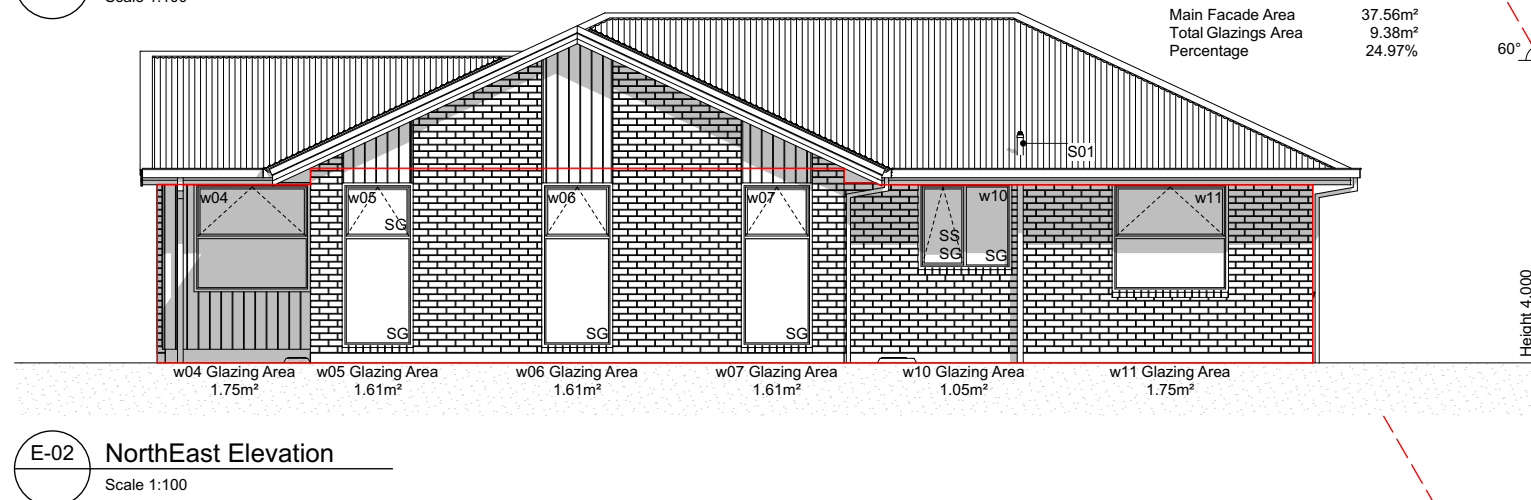 Scale 1:100
Main Facade Area 37.56m²
Total Glazings Area 9.38m²
Percentage 24.97%
60°
S01
w04
w05
SG
w06
w07
SS
SG
w10
SG
w11
SG
SG
SG
Height 4.000
w04 Glazing Area
1.75m²
w05 Glazing Area
1.61m²
w06 Glazing Area
1.61m²
w07 Glazing Area
1.61m²
w10 Glazing Area
1.05m²
w11 Glazing Area
1.75m²
E-02
NorthEast Elevation
Scale 1:100